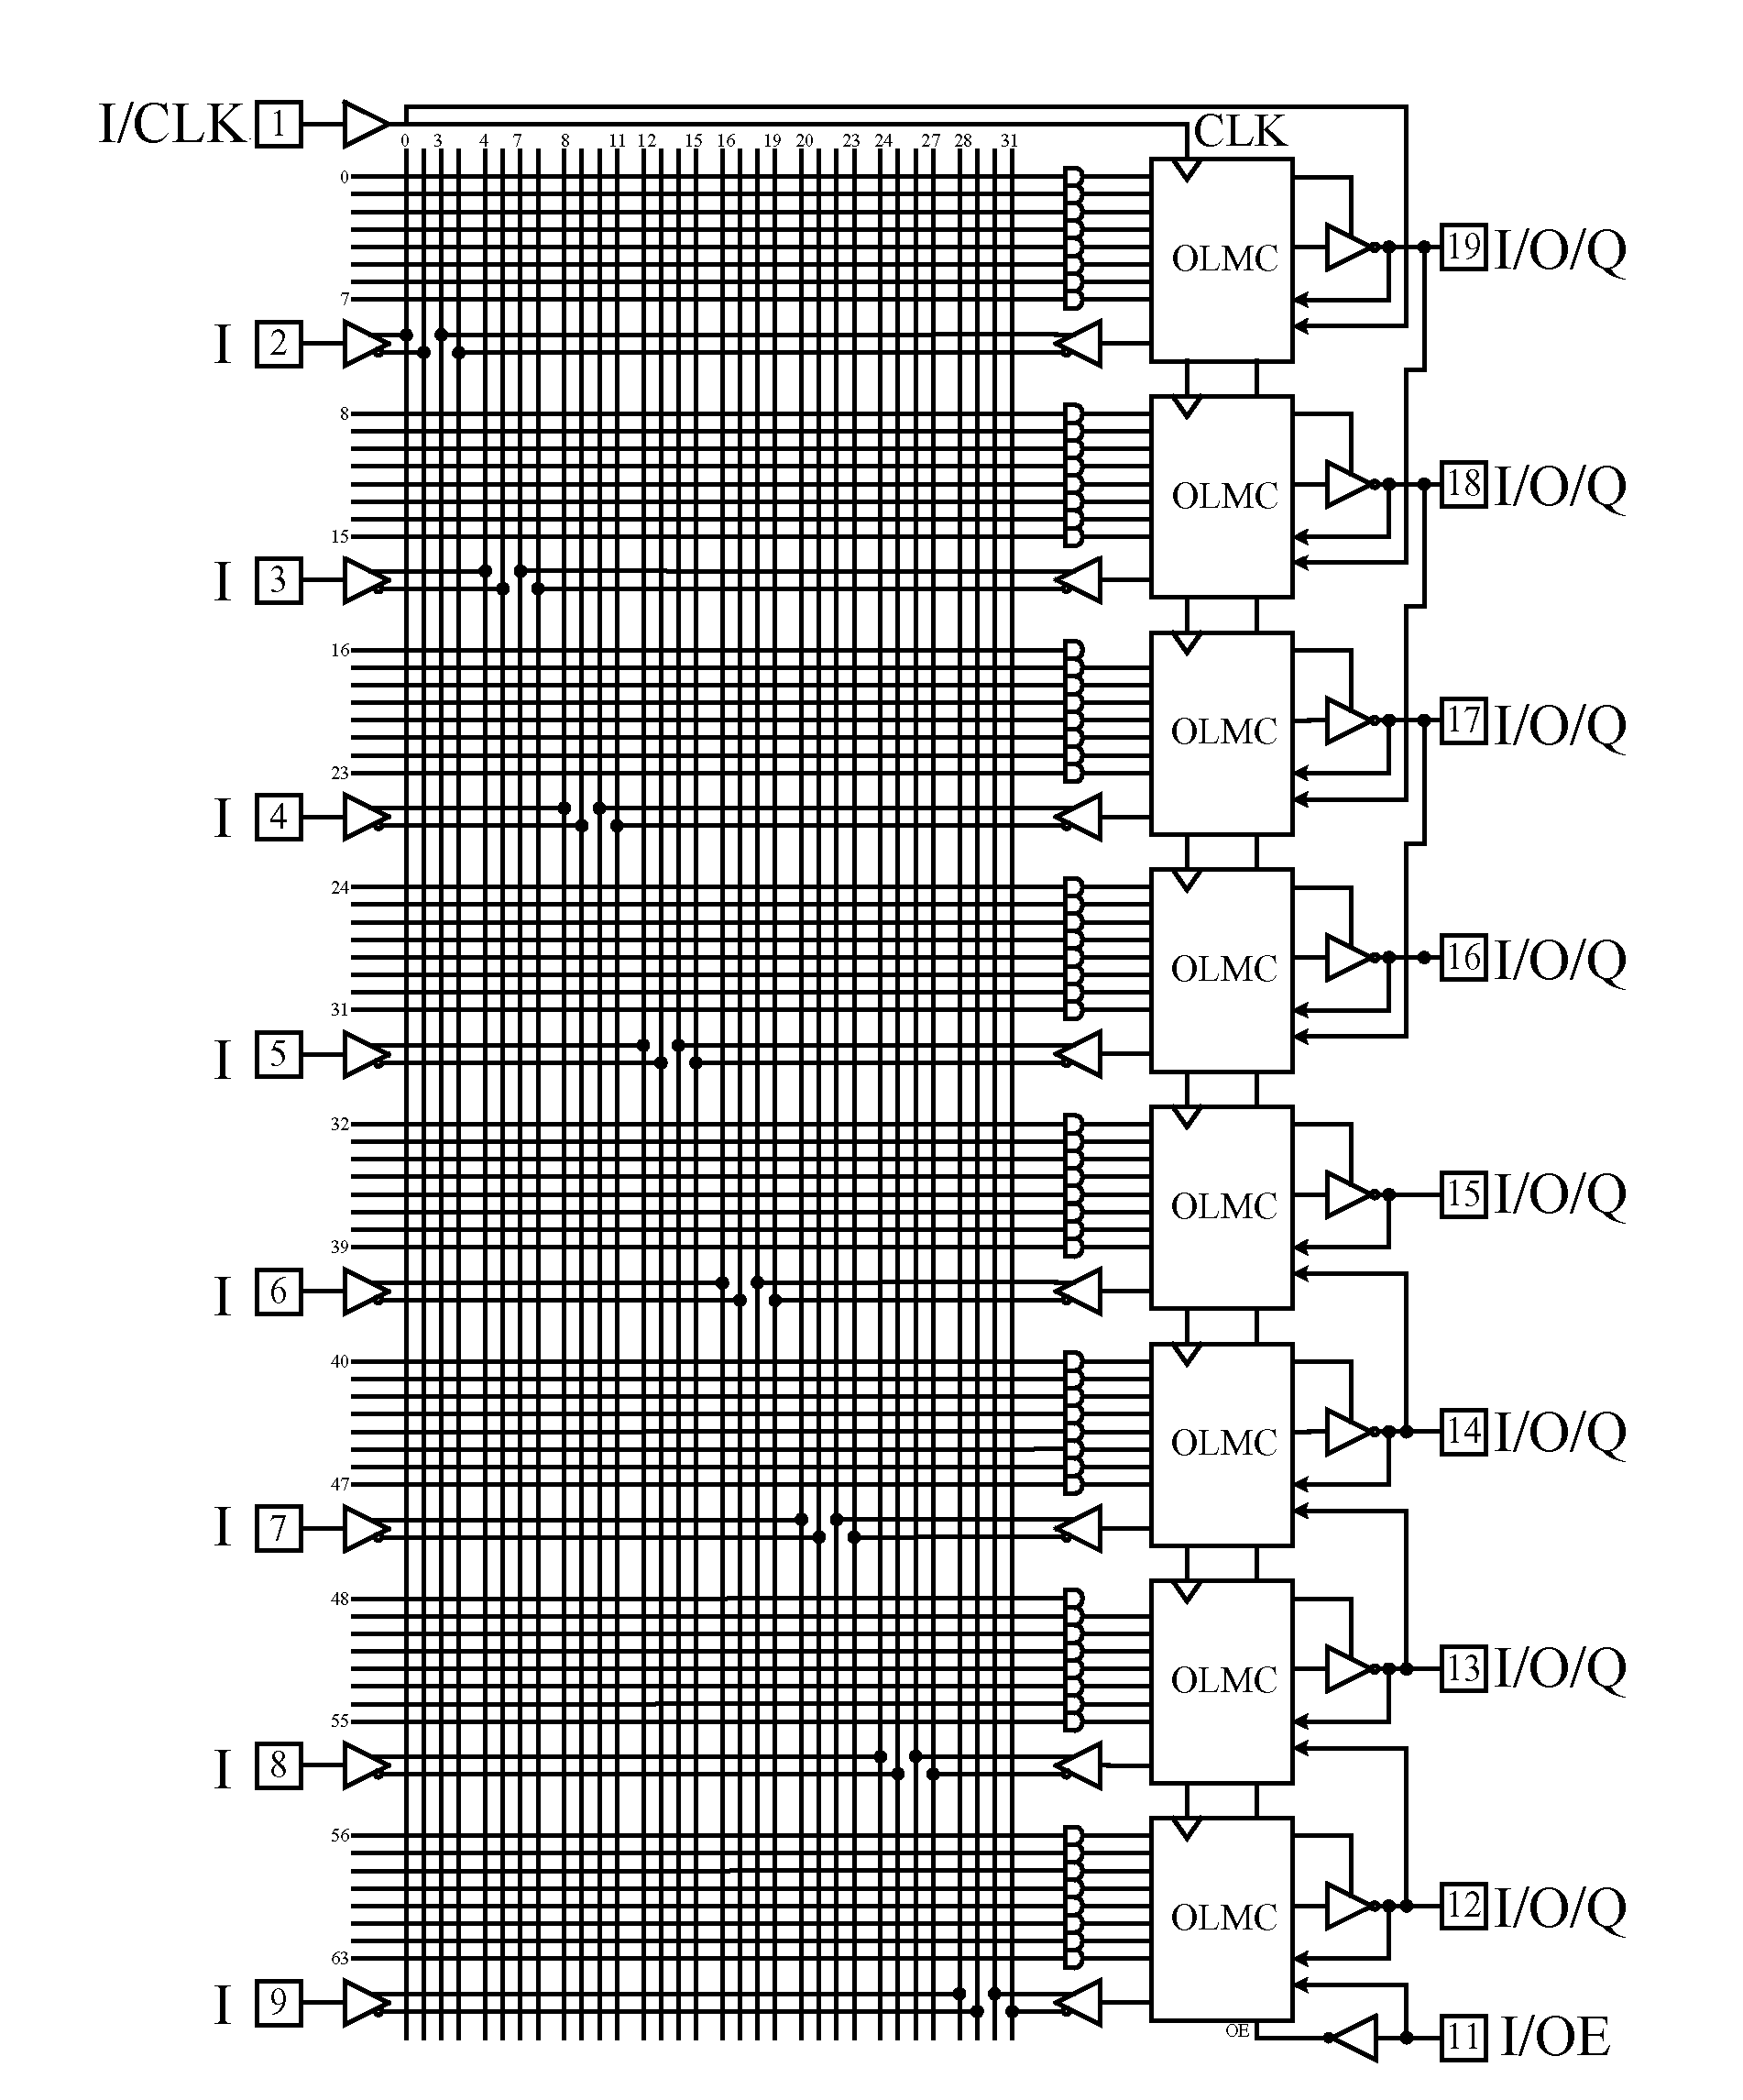 I/CLK 1 CLK
0 3 4 7 8 11 12 15 16 19 20 23 24 27 28 31
0
OLMC 19 I/O/Q
7
I 2
8
OLMC 18 I/O/Q
15
I 3
16
OLMC 17 I/O/Q
23
I 4
24
OLMC 16 I/O/Q
31
I 5
32
OLMC 15 I/O/Q
39
I 6
40
OLMC 14 I/O/Q
47
I 7
48
OLMC 13 I/O/Q
55
I 8
56
OLMC 12 I/O/Q
63
I 9
OE 11 I/OE